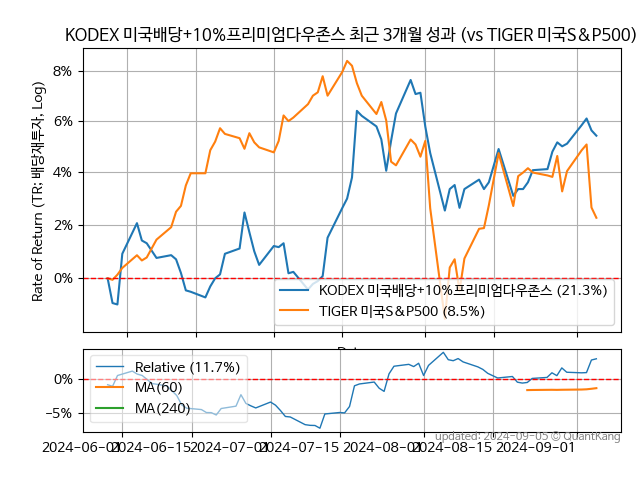 KODEX 미국배당+10%프리미엄다우존스 최근 3개월 성과 (vs TIGER 미국S&P500)
Rate of Return (TR: 배당재투자, Log)
8%
6%
4%
2%
0%
KODEX 미국배당+10%프리미엄다우존스 (21.3%)
TIGER 미국S&P500 (8.5%)
Relative (11.7%)
MA(60)
MA(240)
0%
−5%
updated: 2024-09-05 © QuantKang
2024-06-01
2024-06-15
2024-07-01
2024-07-15
2024-08-01
2024-08-15
2024-09-01